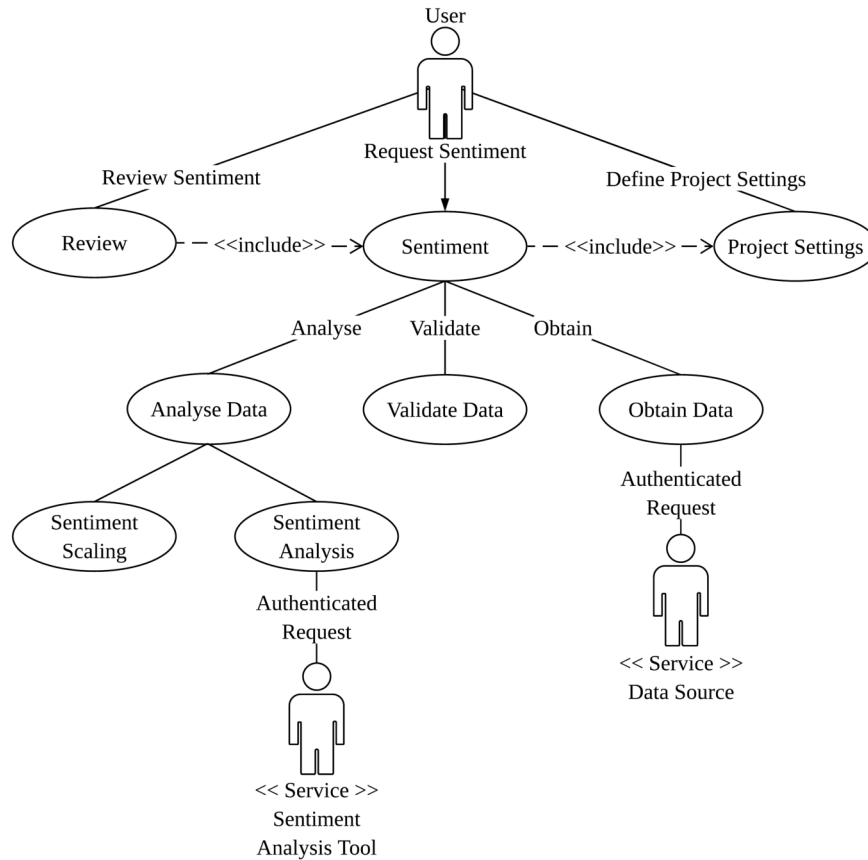 User
Request Sentiment
Review Sentiment
Define Project Settings
Review
<<include>>
Sentiment
<<include>>
Project Settings
Analyse
Validate
Obtain
Analyse Data
Validate Data
Obtain Data
Authenticated
Request
Sentiment
Scaling
Sentiment
Analysis
Authenticated
Request
<< Service >>
Data Source
<< Service >>
Sentiment
Analysis Tool